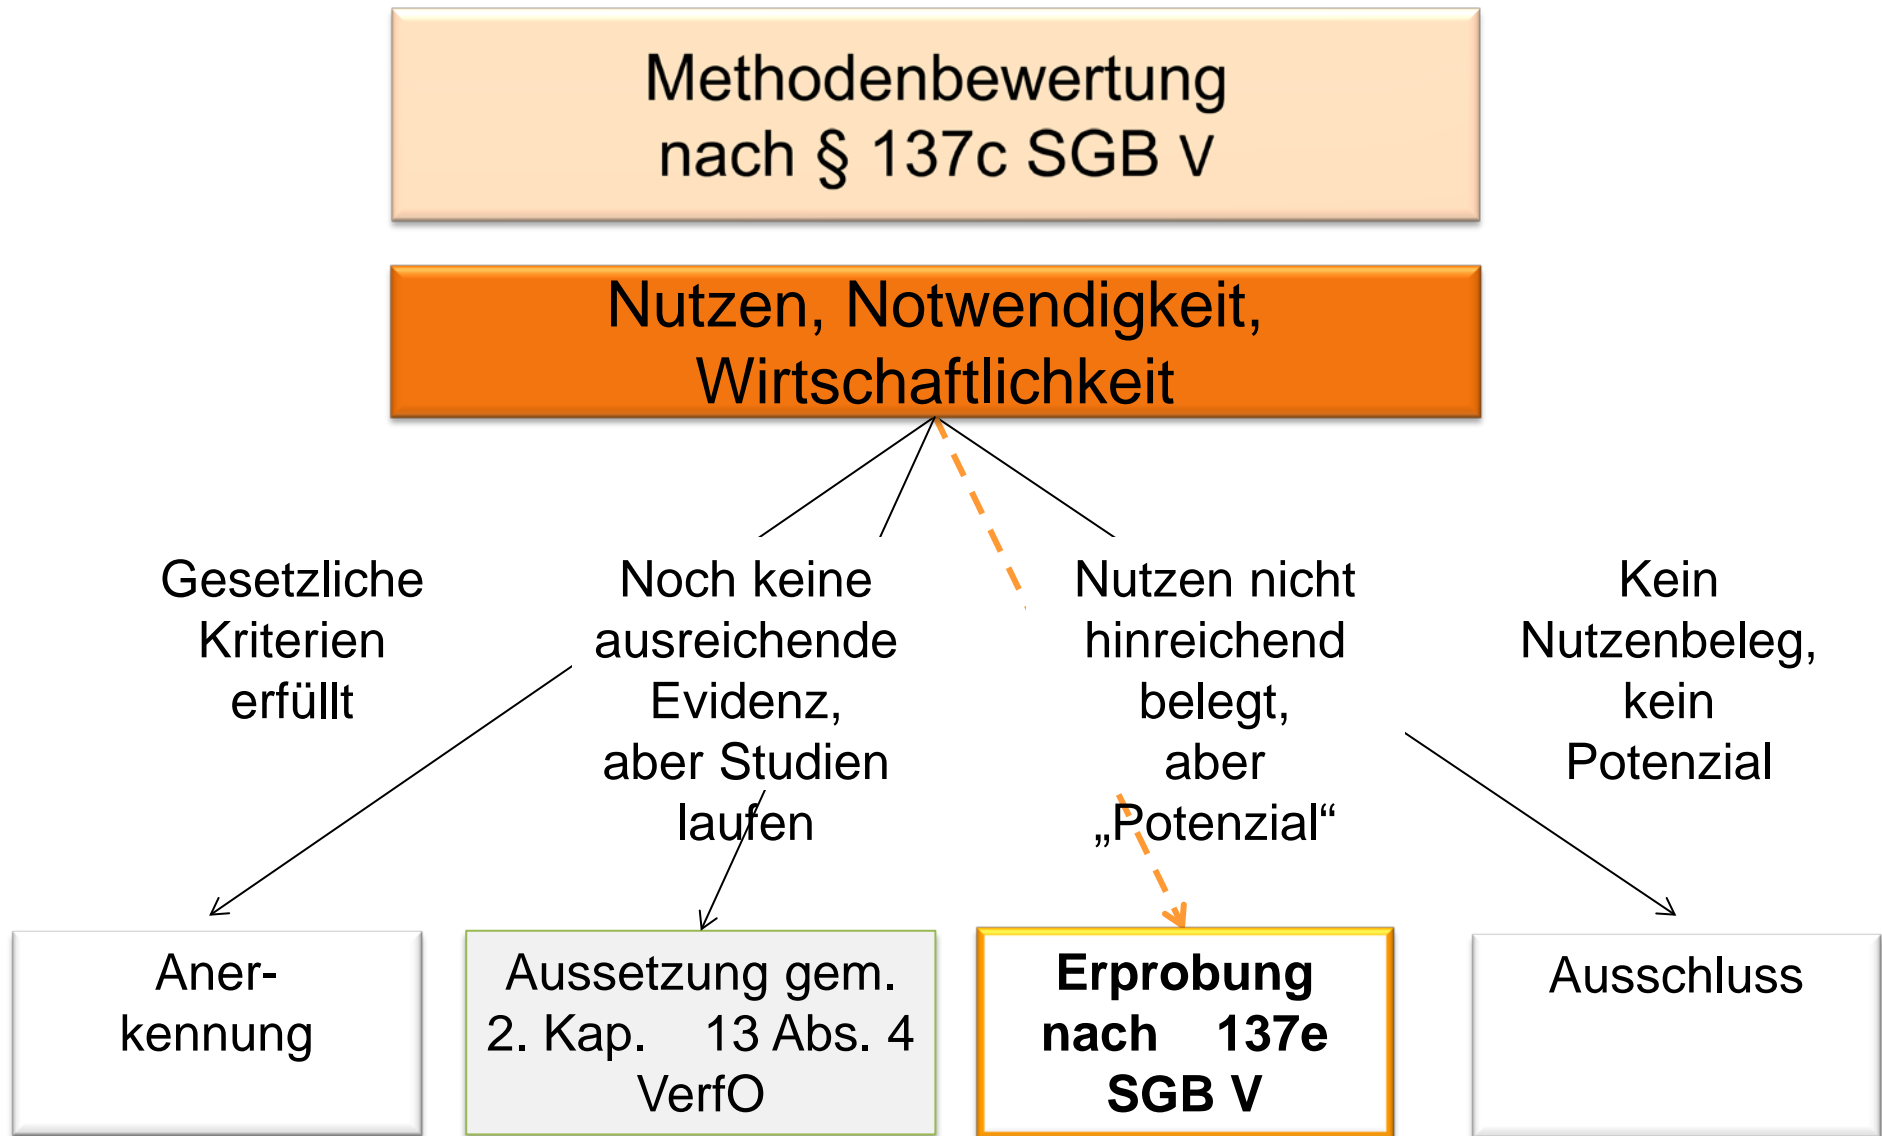 Methodenbewertung
nach § 137c SGB V
Nutzen, Notwendigkeit,
Wirtschaftlichkeit
Gesetzliche
Kriterien
erfüllt
Noch keine
ausreichende
Evidenz,
aber Studien
laufen
Nutzen nicht
hinreichend
belegt,
aber
„Potenzial“
Kein
Nutzenbeleg,
kein
Potenzial
Aner-
kennung
Aussetzung gem.
2. Kap. 13 Abs. 4
VerfO
Erprobung
nach 137e
SGB V
Ausschluss